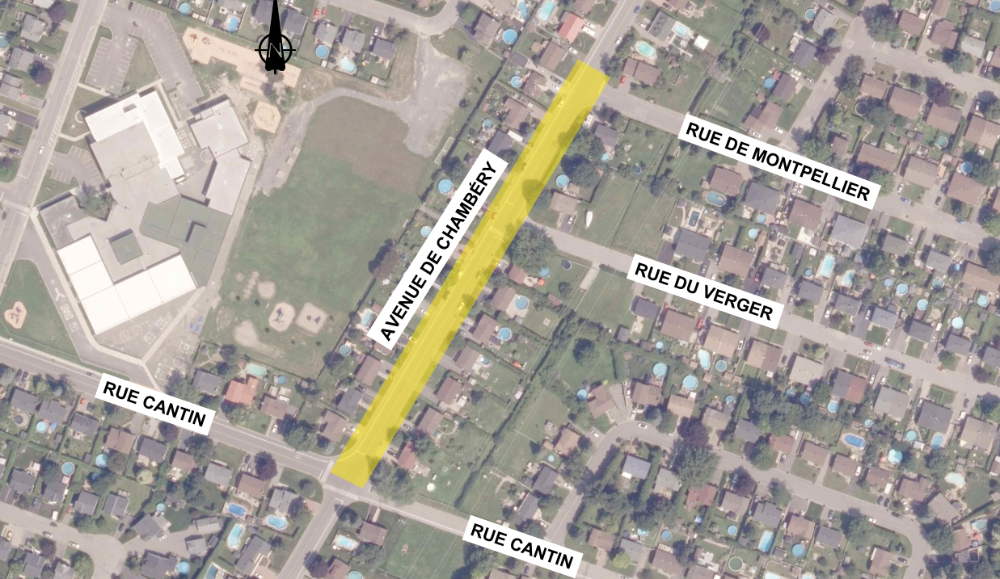 N
RUE DE MONTPELLIER
AVENUE DE CHAMBÉRY
RUE DU VERGER
RUE CANTIN
RUE CANTIN